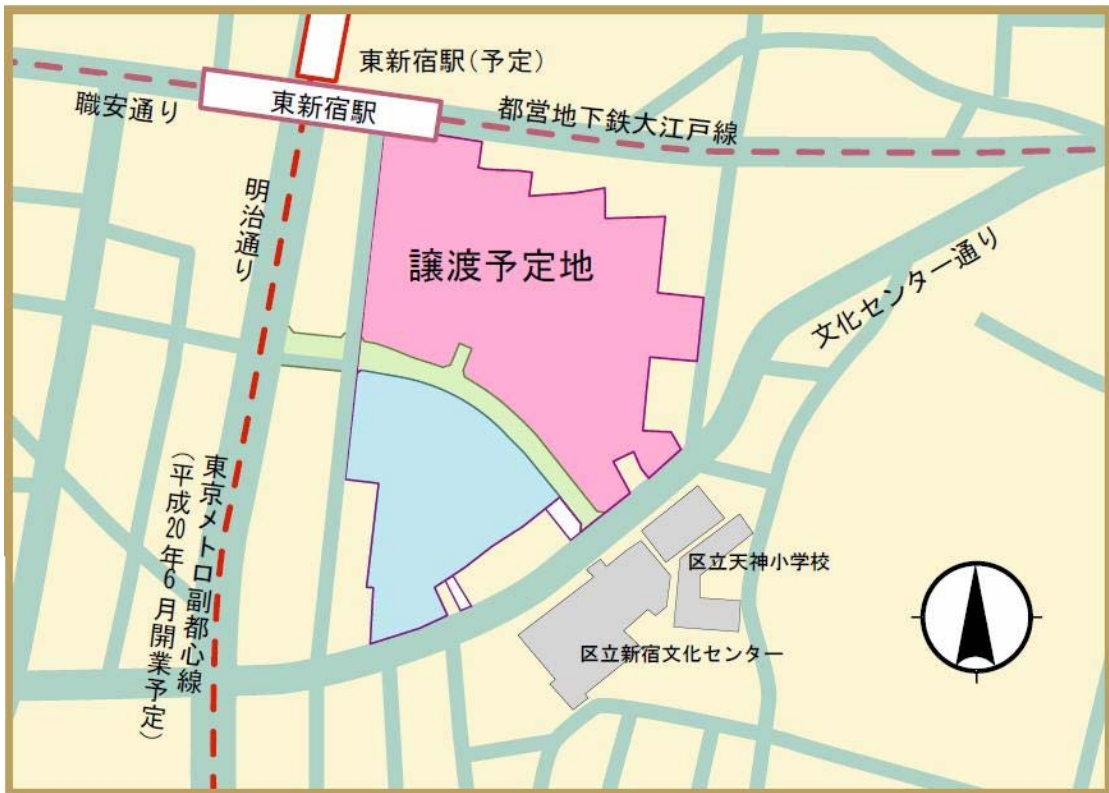 東新宿駅(予定)
東新宿駅
職安通り
都営地下鉄大江戸線
明治通り
譲渡予定地
文化センター通り
東京メトロ副都心線
(平成20年6月開業予定)
区立天神小学校
区立新宿文化センター